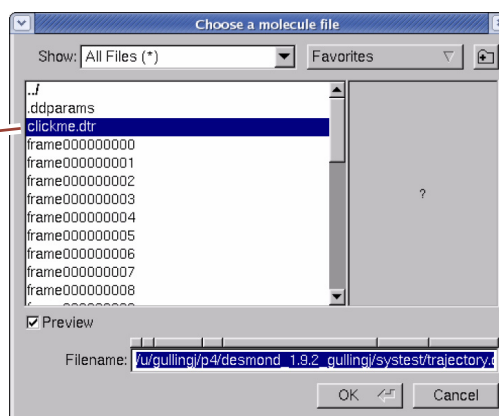 Choose a molecule file
Show: All Files (*) Favorites
../
.ddparams
clickme.dtr
frame000000000
frame000000001
frame000000002
frame000000003
frame000000004
frame000000005
frame000000006
frame000000007
frame000000008
?
Preview
Filename: /u/gullingj/p4/desmond_1.9.2_gullingj/systest/trajectory.
OK Cancel